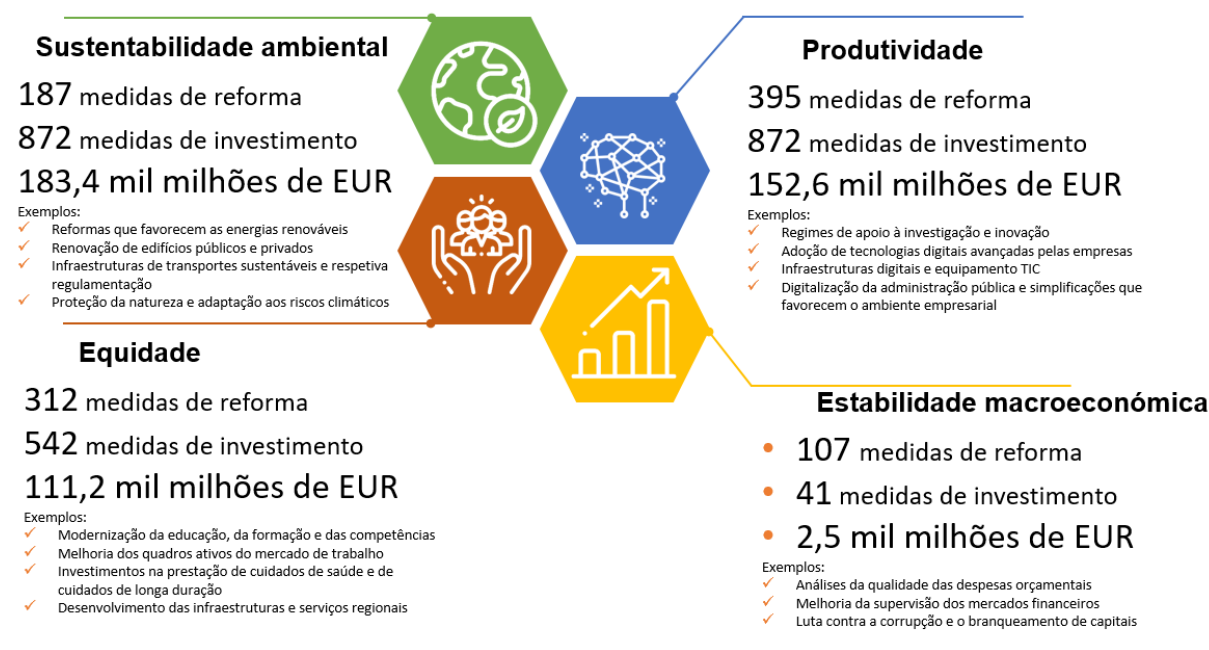 Sustentabilidade ambiental
187 medidas de reforma
872 medidas de investimento
183,4 mil milhões de EUR
Exemplos:
✓ Reformas que favorecem as energias renováveis
✓ Renovação de edifícios públicos e privados
✓ Infraestruturas de transportes sustentáveis e respetiva
regulamentação
✓ Proteção da natureza e adaptação aos riscos climáticos
Produtividade
395 medidas de reforma
872 medidas de investimento
152,6 mil milhões de EUR
Exemplos:
✓ Regimes de apoio à investigação e inovação
✓ Adoção de tecnologias digitais avançadas pelas empresas
✓ Infraestruturas digitais e equipamento TIC
✓ Digitalização da administração pública e simplificações que
favorecem o ambiente empresarial
Equidade
312 medidas de reforma
542 medidas de investimento
111,2 mil milhões de EUR
Exemplos:
✓ Modernização da educação, da formação e das competências
✓ Melhoria dos quadros ativos do mercado de trabalho
✓ Investimentos na prestação de cuidados de saúde e de
cuidados de longa duração
✓ Desenvolvimento das infraestruturas e serviços regionais
Estabilidade macroeconómica
• 107 medidas de reforma
• 41 medidas de investimento
• 2,5 mil milhões de EUR
Exemplos:
✓ Análises da qualidade das despesas orçamentais
✓ Melhoria da supervisão dos mercados financeiros
✓ Luta contra a corrupção e o branqueamento de capitais